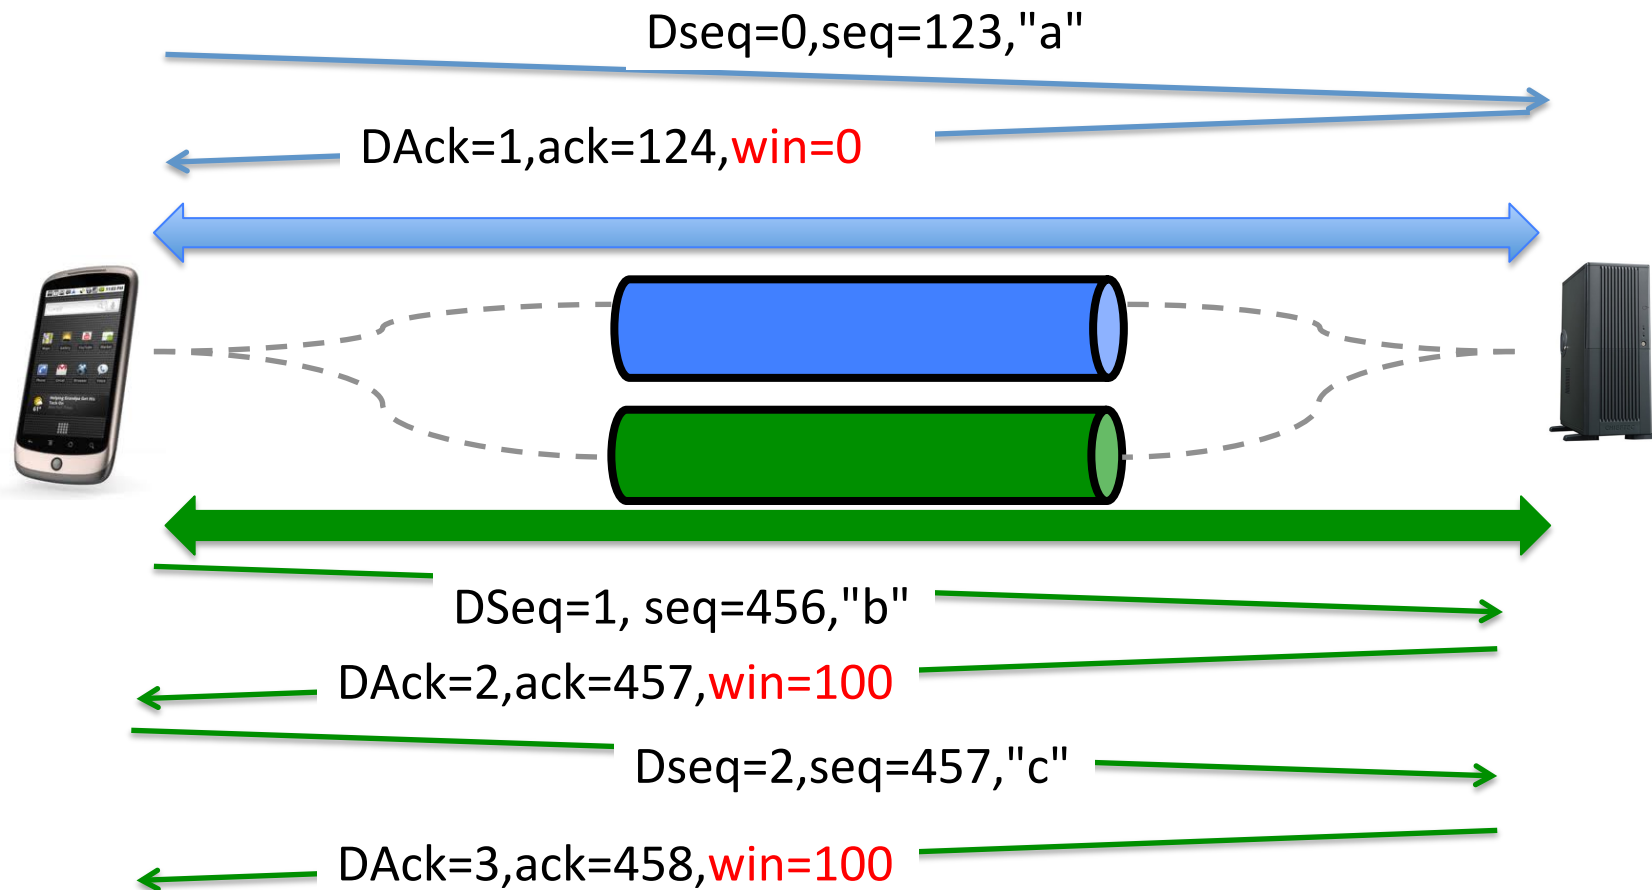 Dseq=0,seq=123,"a"
DAck=1,ack=124,win=0
DSeq=1, seq=456,"b"
DAck=2,ack=457,win=100
Dseq=2,seq=457,"c"
DAck=3,ack=458,win=100